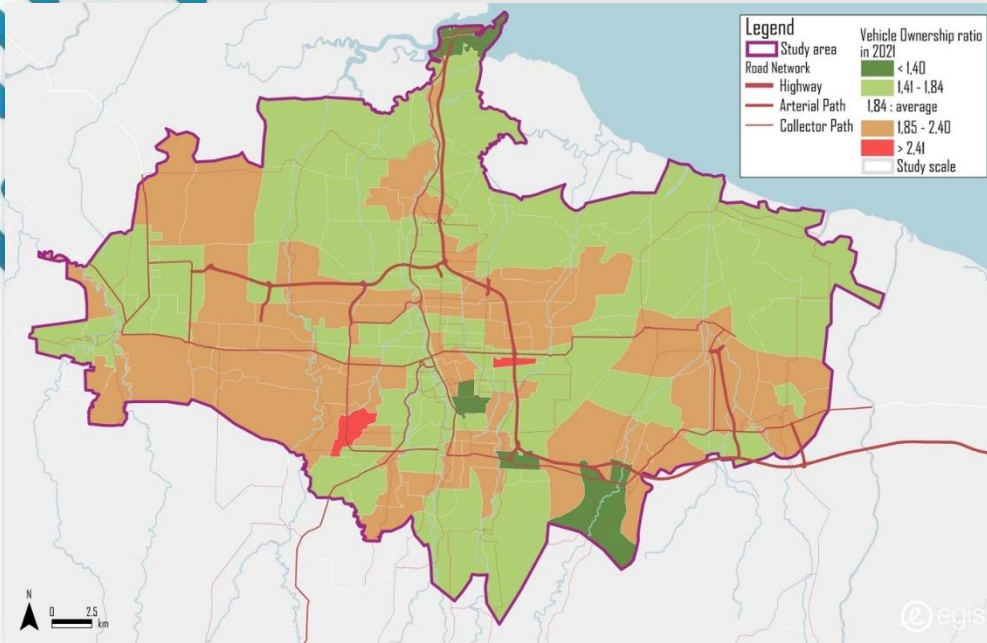 Legend
Study area
Road Network
Highway
Arterial Path
Collector Path
Vehicle Ownership ratio
in 2021
< 1,40
1,41 - 1,84
1,84 : average
1,85 - 2,40
> 2,41
Study scale
N
0 2.5
km
egis